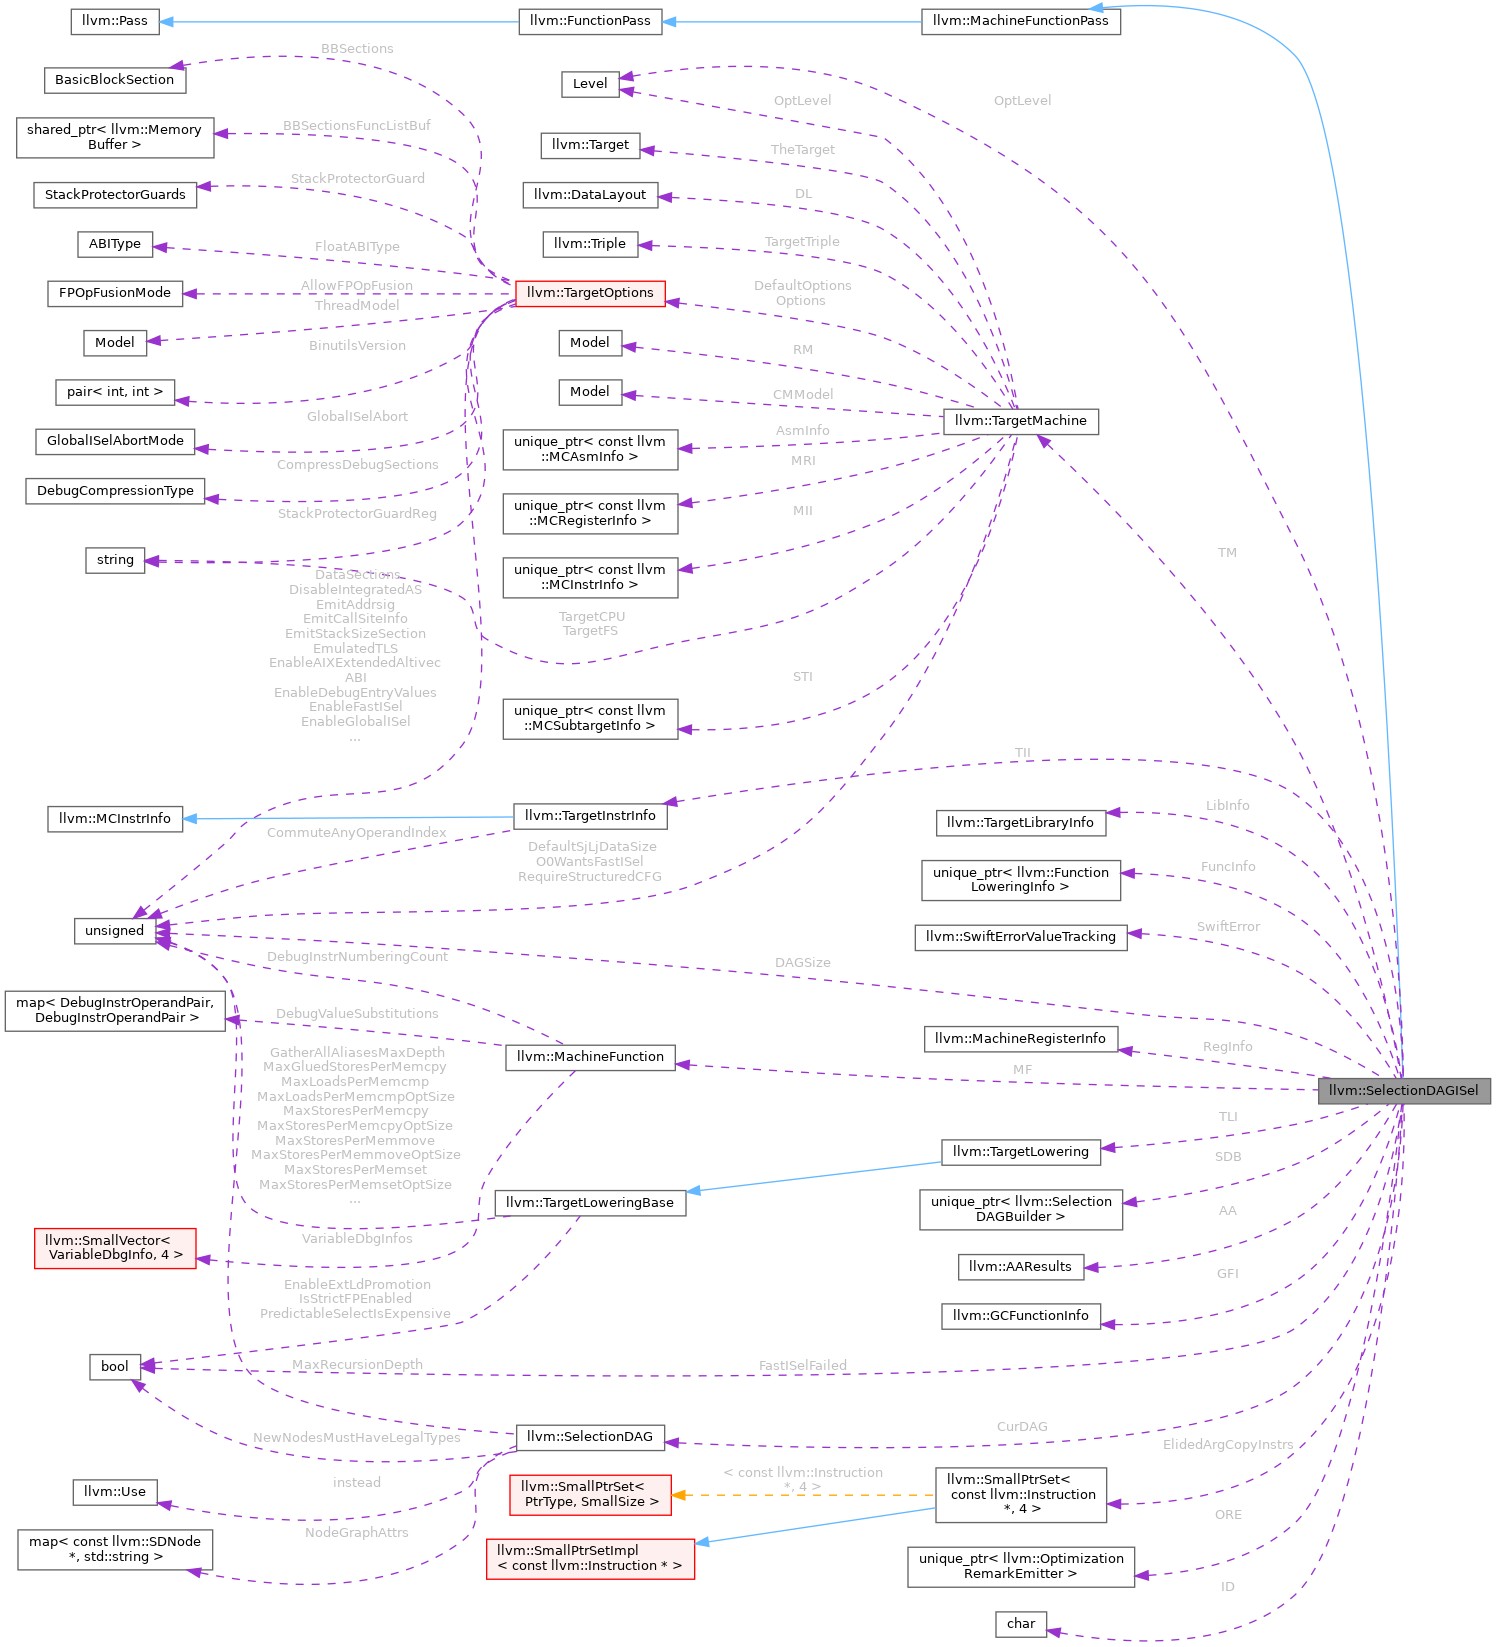 llvm::Pass
llvm::FunctionPass
llvm::MachineFunctionPass
BBSections
BasicBlockSection
Level
OptLevel
OptLevel
shared_ptr< llvm::Memory
Buffer >
BBSectionsFuncListBuf
llvm::Target
TheTarget
StackProtectorGuard
StackProtectorGuards
llvm::DataLayout
DL
ABIType
FloatABIType
llvm::Triple
TargetTriple
FPOpFusionMode
AllowFPOpFusion
llvm::TargetOptions
DefaultOptions
Options
ThreadModel
Model
BinutilsVersion
Model
RM
pair< int, int >
Model
CMModel
GlobalISelAbort
llvm::TargetMachine
GlobalISelAbortMode
unique_ptr< const llvm
::MCAsmInfo >
AsmInfo
CompressDebugSections
MRI
DebugCompressionType
unique_ptr< const llvm
::MCRegisterInfo >
StackProtectorGuardReg
MII
string
unique_ptr< const llvm
::MCInstrInfo >
TM
DataSections
DisableIntegratedAS
EmitAddrsig
EmitCallSiteInfo
EmitStackSizeSection
EmulatedTLS
EnableAIXExtendedAltivec
ABI
EnableDebugEntryValues
EnableFastISel
EnableGlobalISel
...
TargetCPU
TargetFS
STI
unique_ptr< const llvm
::MCSubtargetInfo >
TII
llvm::MCInstrInfo
llvm::TargetInstrInfo
LibInfo
llvm::TargetLibraryInfo
CommuteAnyOperandIndex
DefaultSjLjDataSize
O0WantsFastISel
RequireStructuredCFG
unique_ptr< llvm::Function
LoweringInfo >
FuncInfo
unsigned
llvm::SwiftErrorValueTracking
SwiftError
DebugInstrNumberingCount
DAGSize
map< DebugInstrOperandPair,
DebugInstrOperandPair >
DebugValueSubstitutions
llvm::MachineRegisterInfo
RegInfo
llvm::MachineFunction
MF
llvm::SelectionDAGISel
GatherAllAliasesMaxDepth
MaxGluedStoresPerMemcpy
MaxLoadsPerMemcmp
MaxLoadsPerMemcmpOptSize
MaxStoresPerMemcpy
MaxStoresPerMemcpyOptSize
MaxStoresPerMemmove
MaxStoresPerMemmoveOptSize
MaxStoresPerMemset
MaxStoresPerMemsetOptSize
...
TLI
llvm::TargetLowering
SDB
llvm::TargetLoweringBase
unique_ptr< llvm::Selection
DAGBuilder >
AA
llvm::SmallVector<
VariableDbgInfo, 4 >
VariableDbgInfos
llvm::AAResults
GFI
EnableExtLdPromotion
IsStrictFPEnabled
PredictableSelectIsExpensive
llvm::GCFunctionInfo
bool
MaxRecursionDepth
FastISelFailed
NewNodesMustHaveLegalTypes
llvm::SelectionDAG
CurDAG
ElidedArgCopyInstrs
llvm::Use
instead
llvm::SmallPtrSet<
PtrType, SmallSize >
< const llvm::Instruction
*, 4 >
llvm::SmallPtrSet<
const llvm::Instruction
*, 4 >
ORE
map< const llvm::SDNode
*, std::string >
NodeGraphAttrs
llvm::SmallPtrSetImpl
< const llvm::Instruction * >
unique_ptr< llvm::Optimization
RemarkEmitter >
ID
char